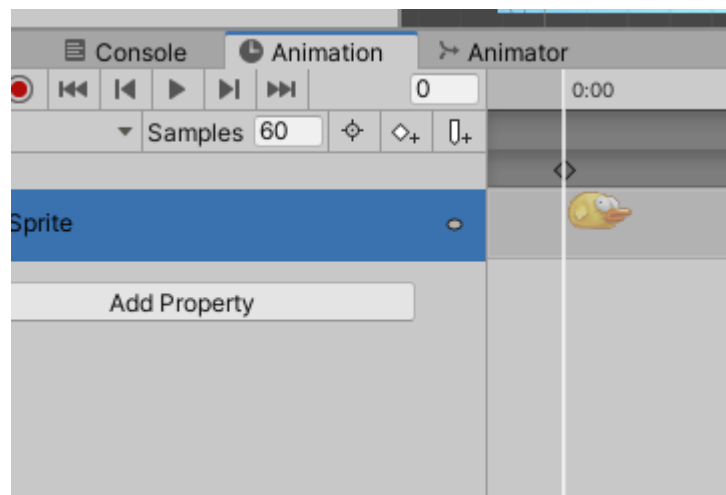 Console Animation Animator
0 0:00
Samples 60
Sprite
Add Property